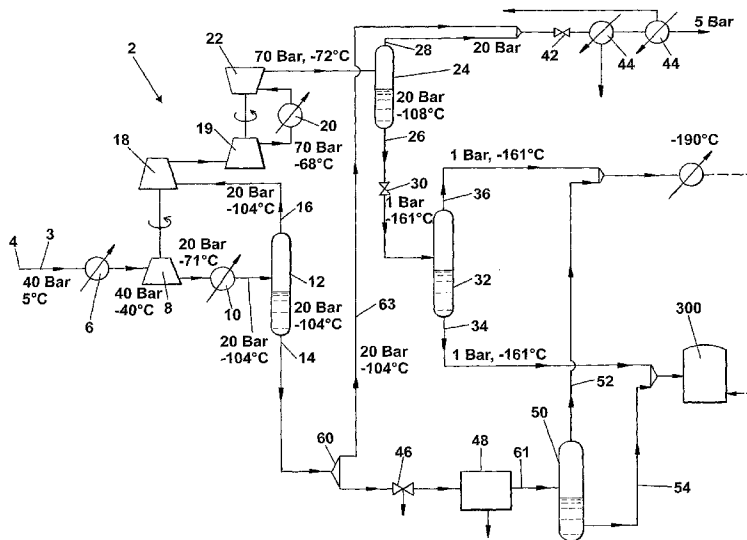 22
70 Bar, -72°C
28
20 Bar
42
44
44
5 Bar
2
24
20 Bar
-108°C
18
19
20
70 Bar
-68°C
26
-190°C
1 Bar, -161°C
30
36
20 Bar
-104°C
16
1 Bar
-161°C
4
3
20 Bar
-71°C
12
32
40 Bar
5°C
6
40 Bar
-40°C
8
10
20 Bar
-104°C
63
34
300
20 Bar
-104°C
14
20 Bar
-104°C
1 Bar, -161°C
52
60
46
48
61
50
54